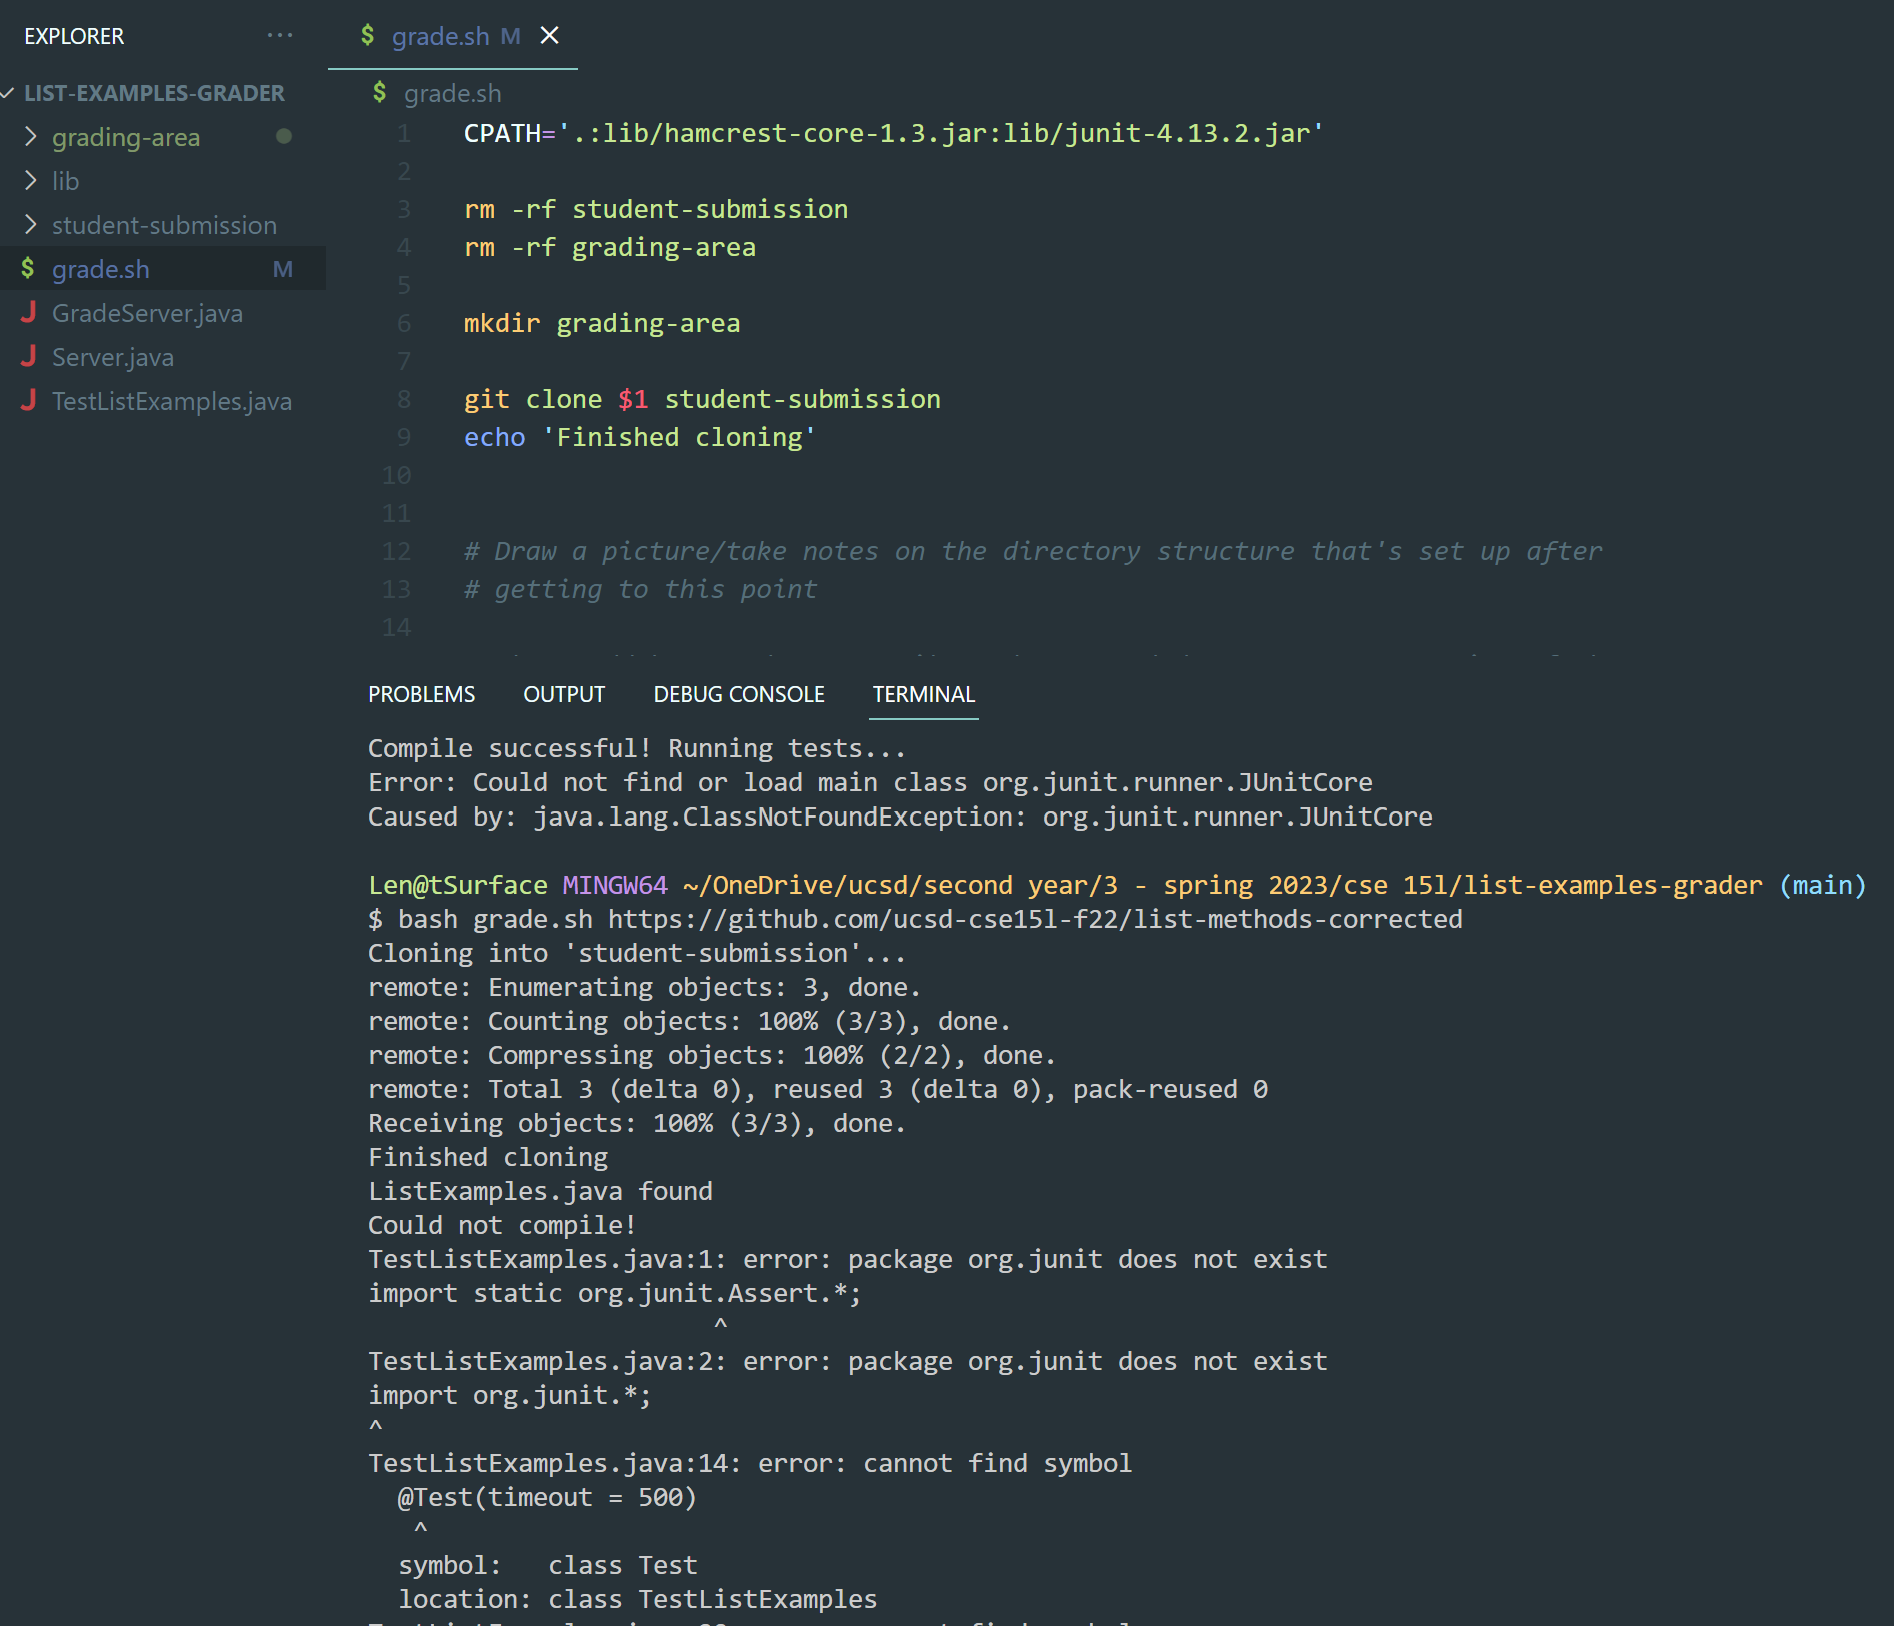 EXPLORER
LIST-EXAMPLES-GRADER
grading-area
lib
student-submission
$ grade.sh M
J GradeServer.java
J Server.java
J TestListExamples.java
$ grade.sh M
$ grade.sh
1 CPATH='.:lib/hamcrest-core-1.3.jar:lib/junit-4.13.2.jar'
2
3 rm -rf student-submission
4 rm -rf grading-area
5
6 mkdir grading-area
7
8 git clone $1 student-submission
9 echo 'Finished cloning'
10
11
12 # Draw a picture/take notes on the directory structure that's set up after
13 # getting to this point
14
PROBLEMS OUTPUT DEBUG CONSOLE TERMINAL
Compile successful! Running tests...
Error: Could not find or load main class org.junit.runner.JUnitCore
Caused by: java.lang.ClassNotFoundException: org.junit.runner.JUnitCore
Len@tSurface MINGW64 ~/OneDrive/ucsd/second year/3 - spring 2023/cse 15l/list-examples-grader (main)
$ bash grade.sh https://github.com/ucsd-cse15l-f22/list-methods-corrected
Cloning into 'student-submission'...
remote: Enumerating objects: 3, done.
remote: Counting objects: 100% (3/3), done.
remote: Compressing objects: 100% (2/2), done.
remote: Total 3 (delta 0), reused 3 (delta 0), pack-reused 0
Receiving objects: 100% (3/3), done.
Finished cloning
ListExamples.java found
Could not compile!
TestListExamples.java:1: error: package org.junit does not exist
import static org.junit.Assert.*;
^
TestListExamples.java:2: error: package org.junit does not exist
import org.junit.*;
^
TestListExamples.java:14: error: cannot find symbol
@Test(timeout = 500)
^
symbol: class Test
location: class TestListExamples